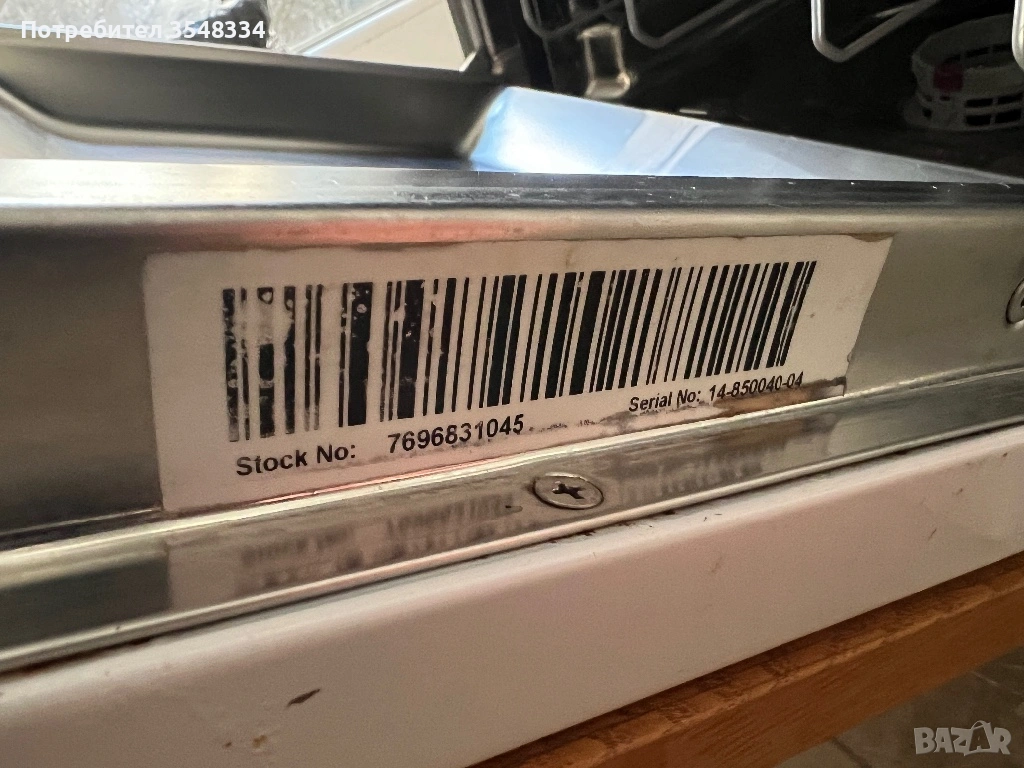 Потребител 3548334
Stock No: 7696831045
Serial No: 14-850040-04
BAZAR